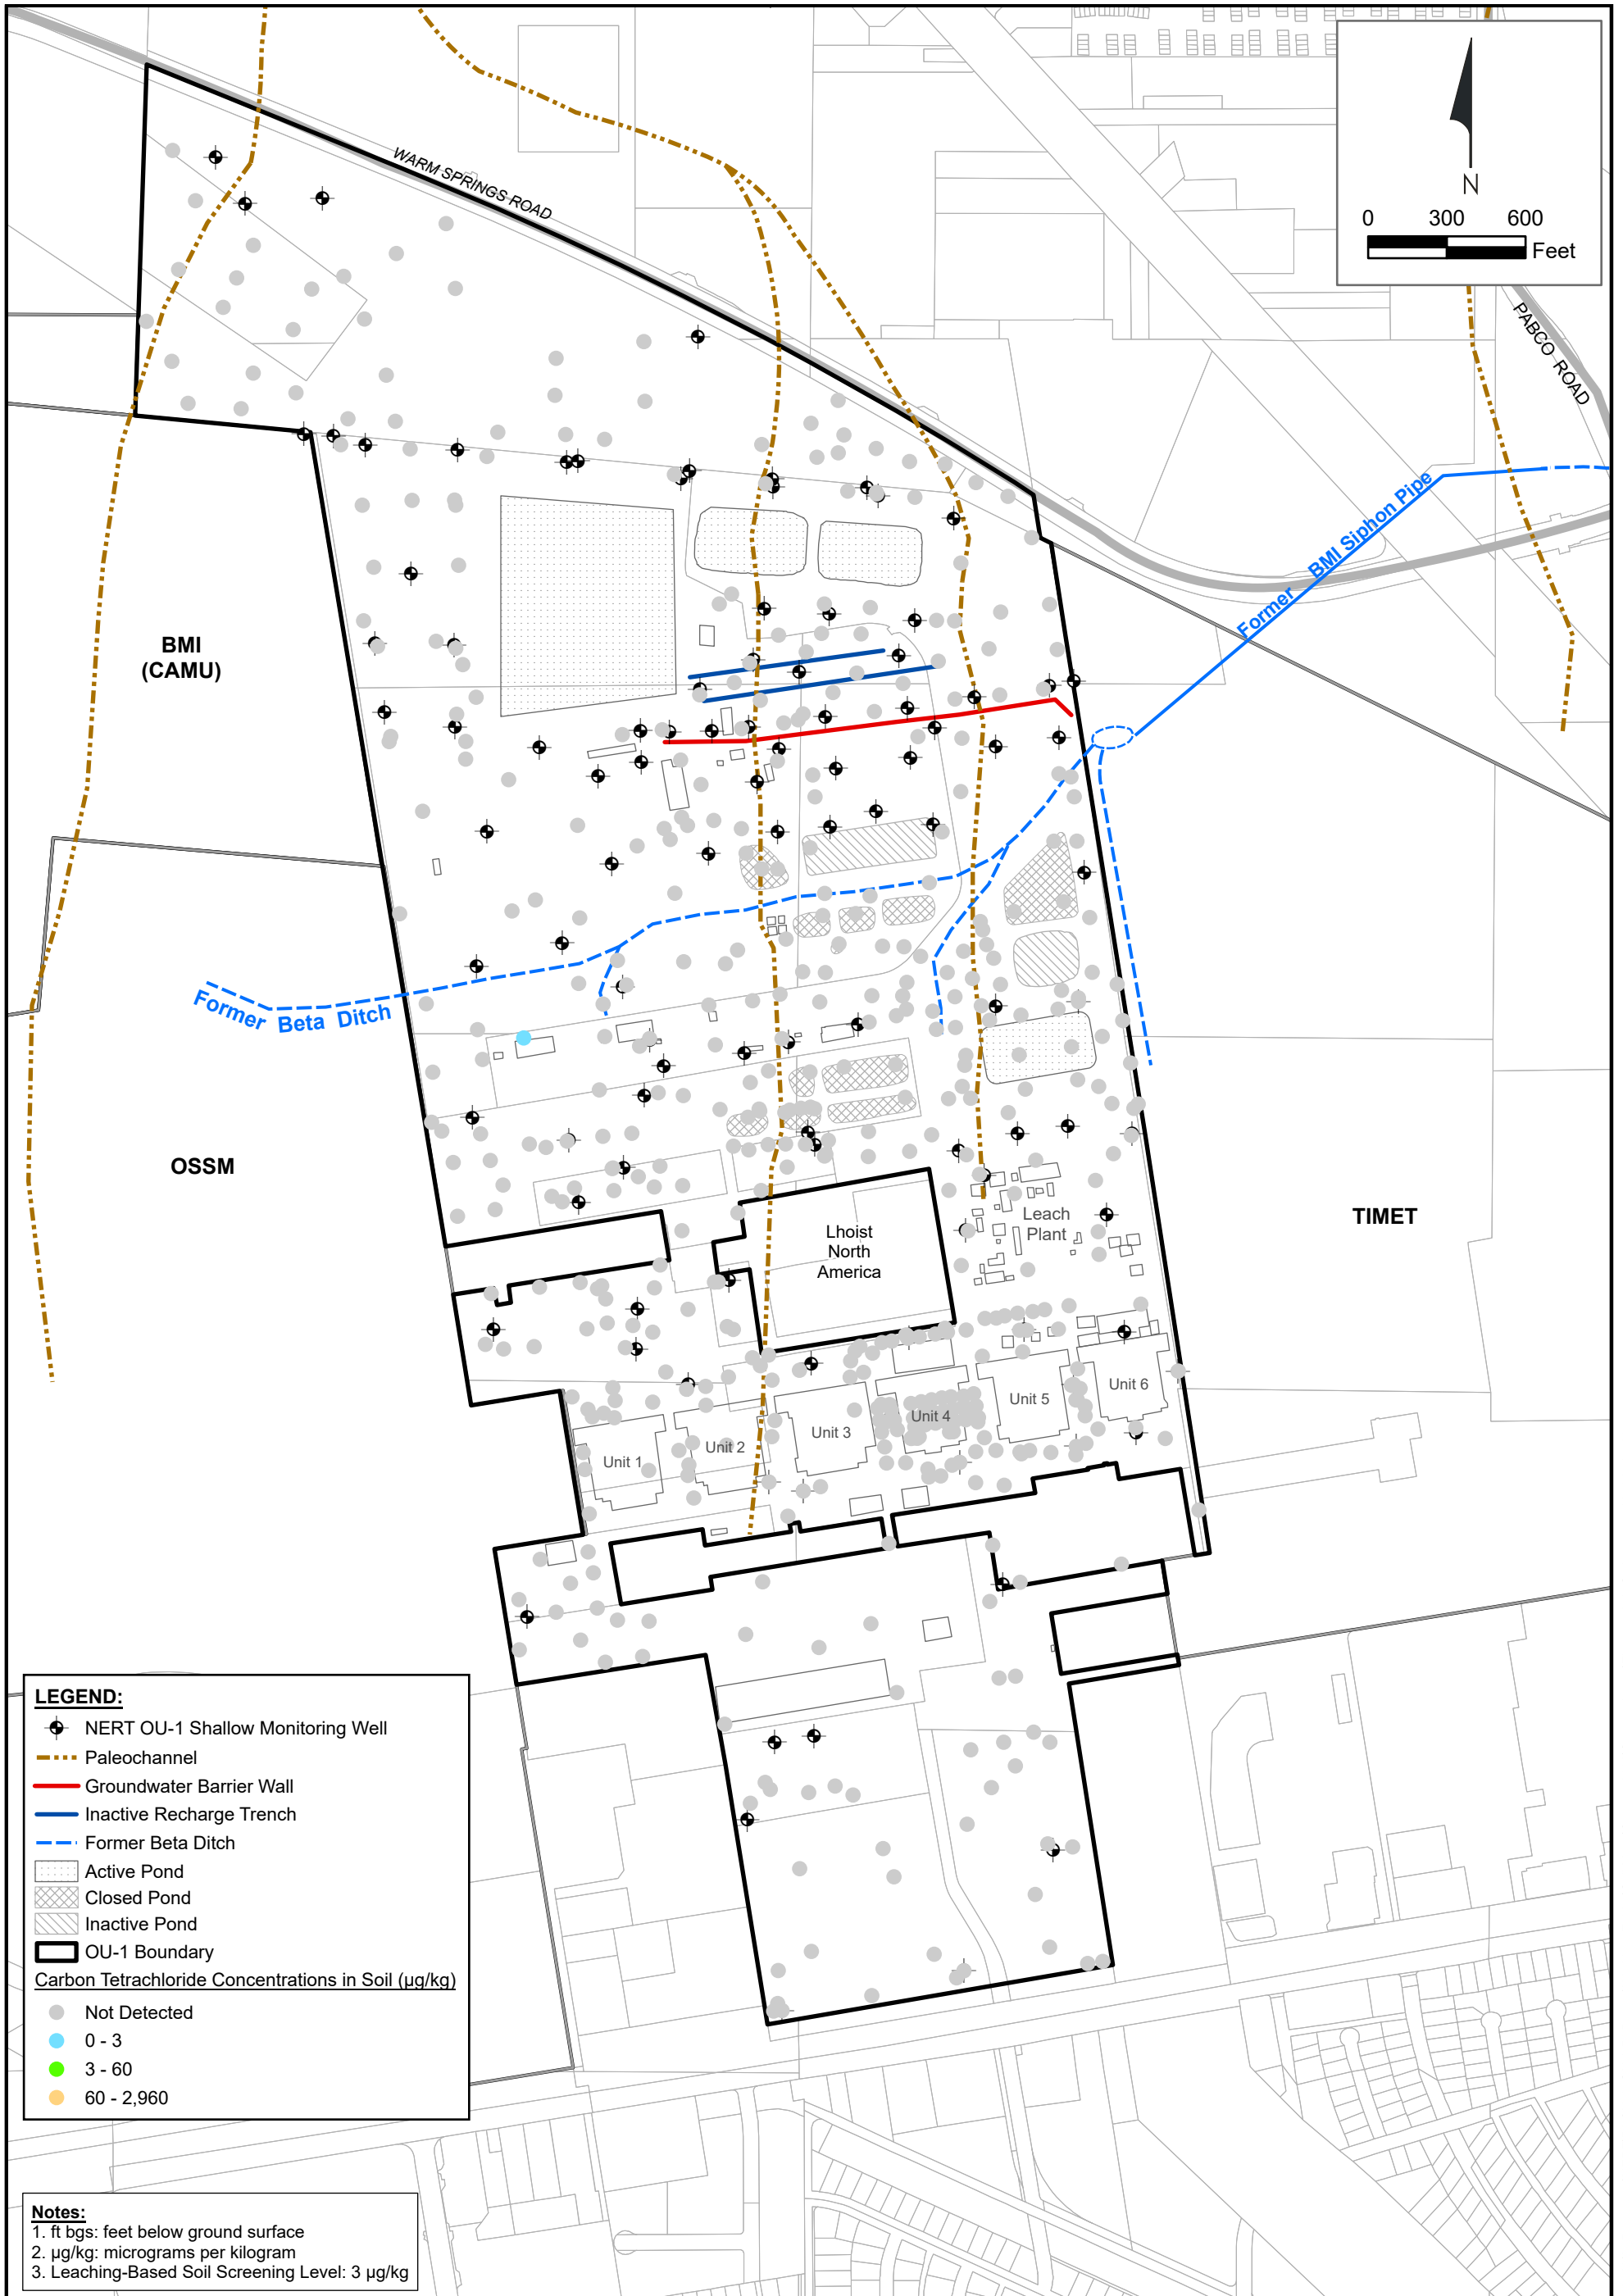 WARM SPRINGS ROAD
N
0 300 600
Feet
PABCO ROAD
Former BMI Siphon Pipe
BMI
(CAMU)
Former Beta Ditch
OSSM
TIMET
Lhoist
North
America
Leach
Plant
Unit 1
Unit 2
Unit 3
Unit 4
Unit 5
Unit 6
LEGEND:
NERT OU-1 Shallow Monitoring Well
Paleochannel
Groundwater Barrier Wall
Inactive Recharge Trench
Former Beta Ditch
Active Pond
Closed Pond
Inactive Pond
OU-1 Boundary
Carbon Tetrachloride Concentrations in Soil (µg/kg)
Not Detected
0 - 3
3 - 60
60 - 2,960
Notes:
1. ft bgs: feet below ground surface
2. µg/kg: micrograms per kilogram
3. Leaching-Based Soil Screening Level: 3 µg/kg